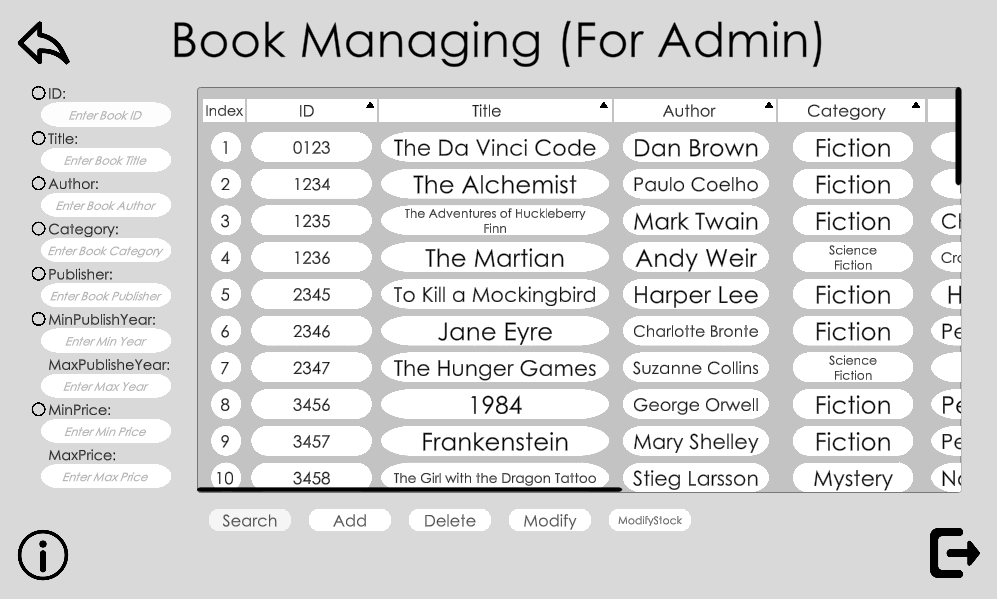 Book Managing (For Admin)
ID:
Enter Book ID
Title:
Enter Book Title
Author:
Enter Book Author
Category:
Enter Book Category
Publisher:
Enter Book Publisher
MinPublishYear:
Enter Min Year
MaxPublisheYear:
Enter Max Year
MinPrice:
Enter Min Price
MaxPrice:
Enter Max Price
Index ID Title Author Category
1 0123 The Da Vinci Code Dan Brown Fiction
2 1234 The Alchemist Paulo Coelho Fiction
3 1235 The Adventures of Huckleberry
Finn Mark Twain Fiction
4 1236 The Martian Andy Weir Science
Fiction
5 2345 To Kill a Mockingbird Harper Lee Fiction
6 2346 Jane Eyre Charlotte Bronte Fiction
7 2347 The Hunger Games Suzanne Collins Science
Fiction
8 3456 1984 George Orwell Fiction
9 3457 Frankenstein Mary Shelley Fiction
10 3458 The Girl with the Dragon Tattoo Stieg Larsson Mystery
Search Add Delete Modify ModifyStock